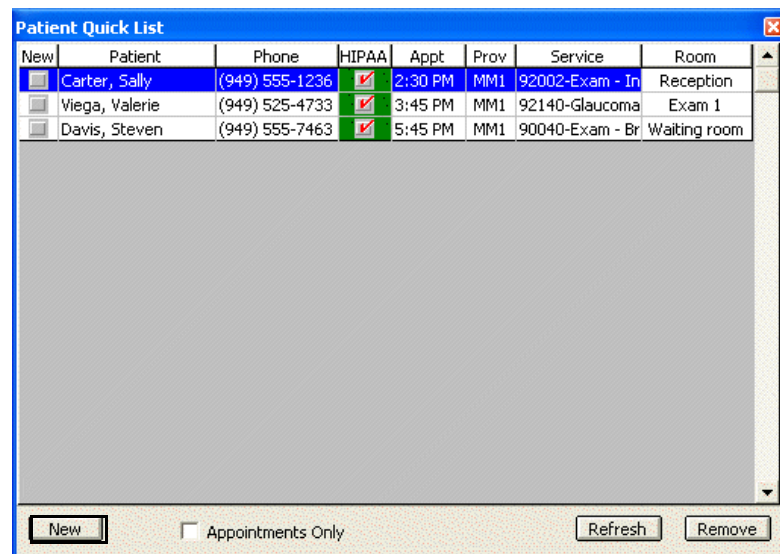 Patient Quick List
New Patient Phone HIPAA Appt Prov Service Room
Carter, Sally (949) 555-1236 2:30 PM MM1 92002-Exam - In Reception
Viega, Valerie (949) 525-4733 3:45 PM MM1 92140-Glaucoma Exam 1
Davis, Steven (949) 555-7463 5:45 PM MM1 90040-Exam - Br Waiting room
New Appointments Only Refresh Remove